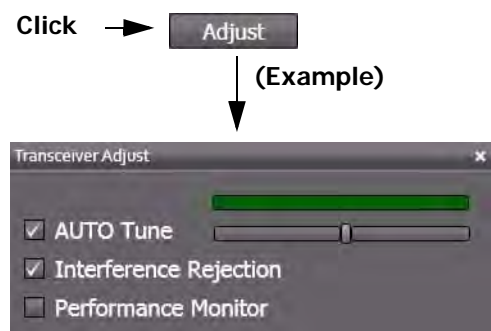 Click
Adjust
(Example)
Transceiver Adjust
AUTO Tune
Interference Rejection
Performance Monitor